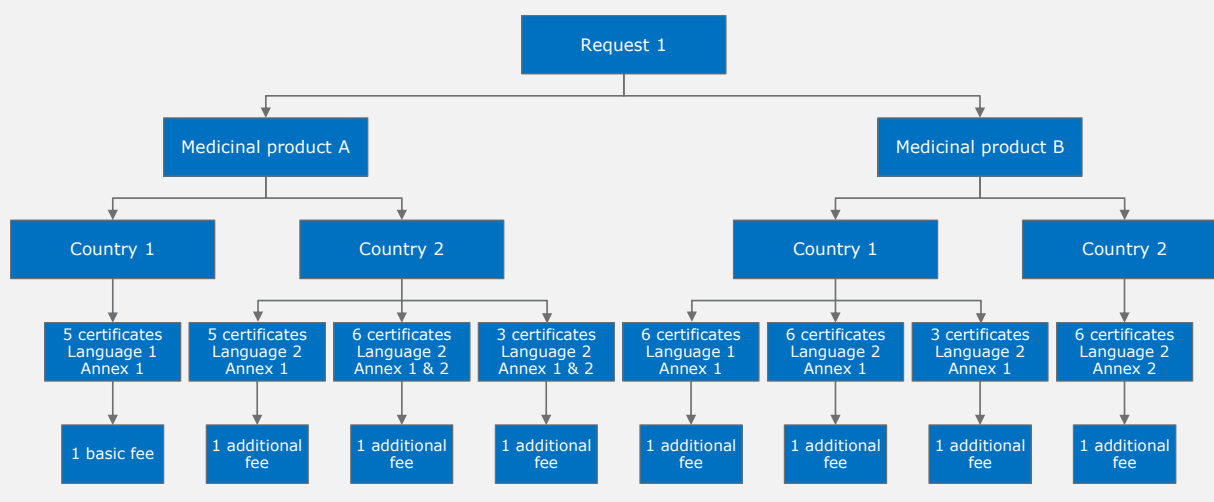 Request 1
Medicinal product A
Medicinal product B
Country 1
Country 2
Country 1
Country 2
5 certificates
Language 1
Annex 1
5 certificates
Language 2
Annex 1
6 certificates
Language 2
Annex 1 & 2
3 certificates
Language 2
Annex 1 & 2
6 certificates
Language 1
Annex 1
6 certificates
Language 2
Annex 1
3 certificates
Language 2
Annex 1
6 certificates
Language 2
Annex 2
1 basic fee
1 additional
fee
1 additional
fee
1 additional
fee
1 additional
fee
1 additional
fee
1 additional
fee
1 additional
fee